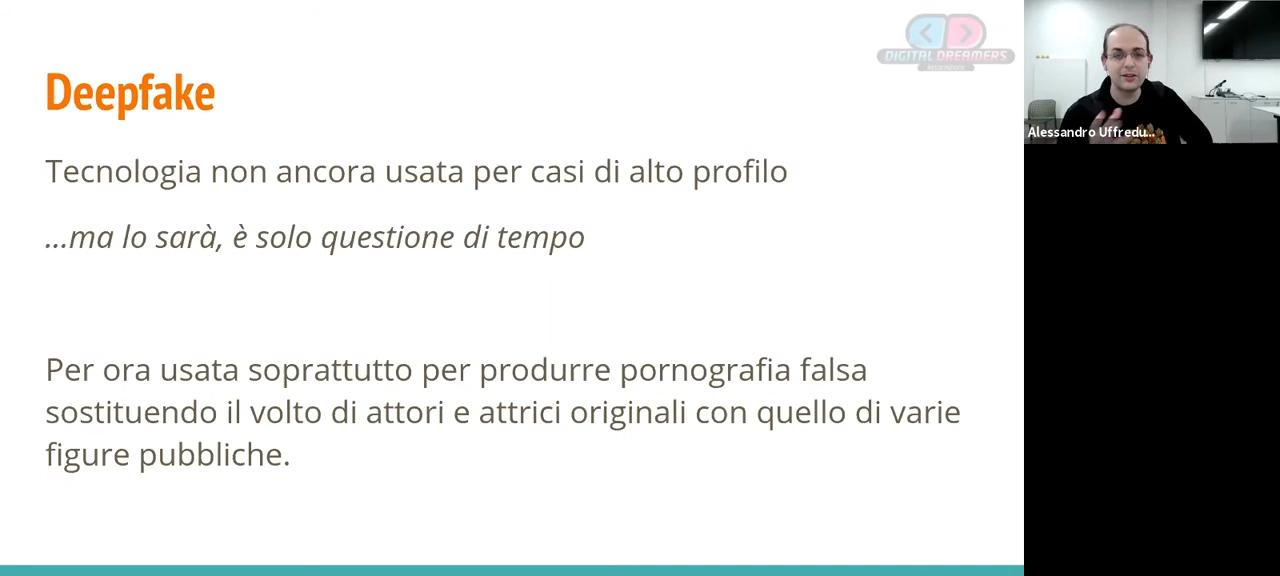 DIGITAL DREAMERS
Deepfake
Tecnologia non ancora usata per casi di alto profilo
...ma lo sarà, è solo questione di tempo
Per ora usata soprattutto per produrre pornografia falsa
sostituendo il volto di attori e attrici originali con quello di varie
figure pubbliche.
Alessandro Uffredu...